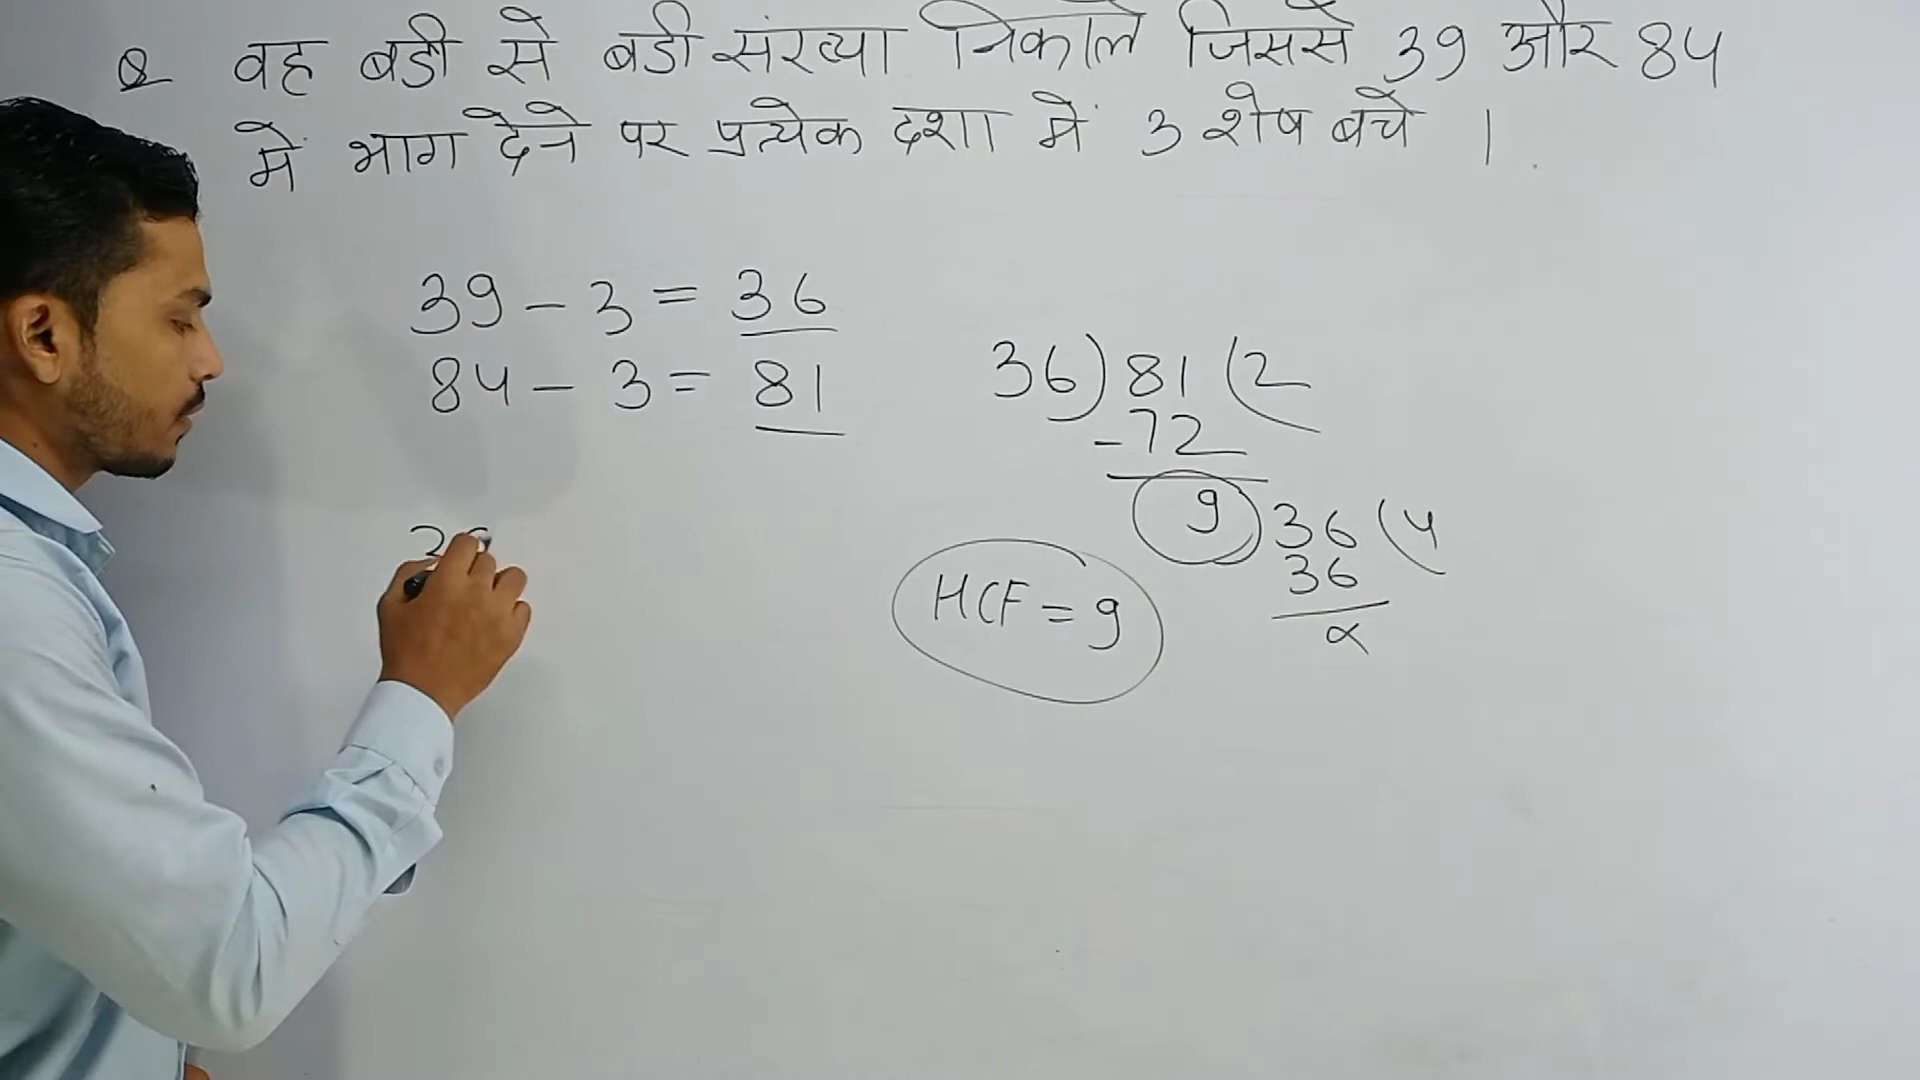 Q वह बडी से बडी संख्या निकाले जिससे 39 और 84
में भाग देने पर प्रत्येक दशा में 3 शेष बचे ।
39 - 3 = 36
84 - 3 = 81
36) 81 (2
-72
9) 36 (4
36
x
HCF = 9